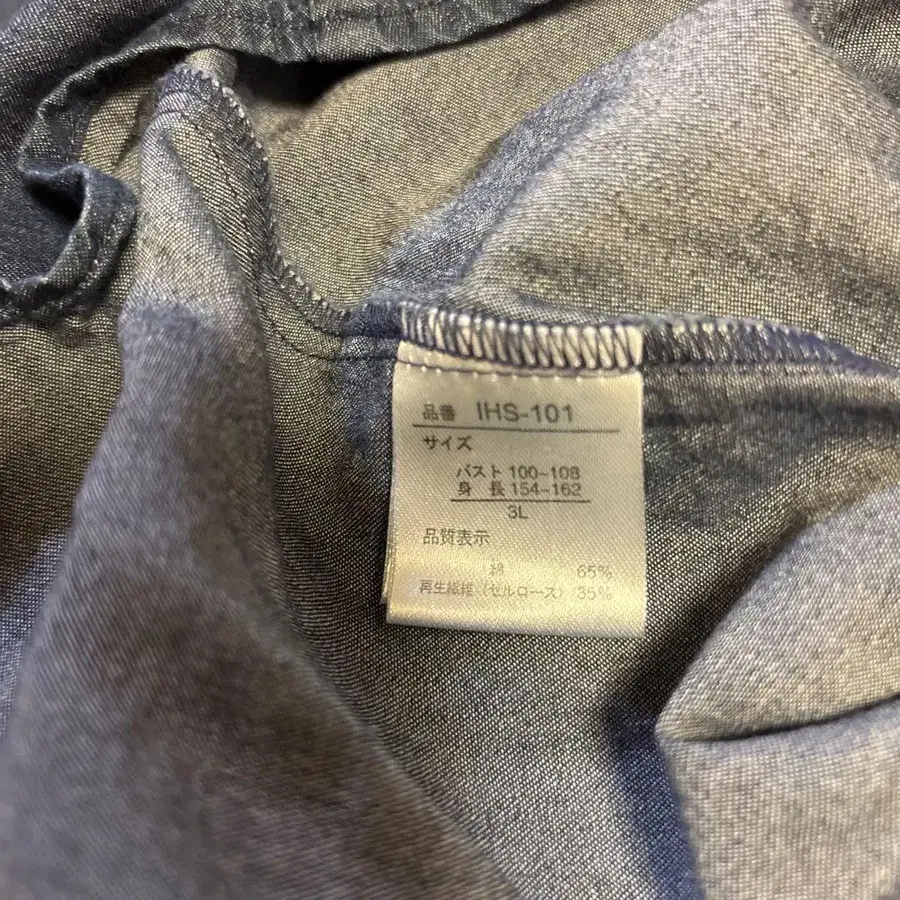 品番 IHS-101
サイズ
バスト 100-108
身長 154-162
3L
品質表示
綿 65%
再生繊維(セルロース) 35%